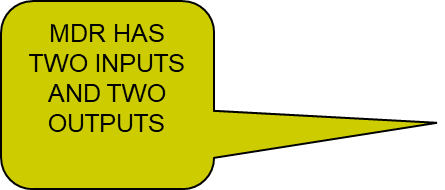 MDR HAS
TWO INPUTS
AND TWO
OUTPUTS